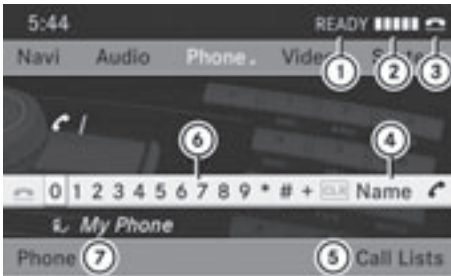 5:44 READY
Navi Audio Phone Video System
1 2 3
/
6 4
0 1 2 3 4 5 6 7 8 9 * # + CLR Name
My Phone
Phone 7 5 Call Lists